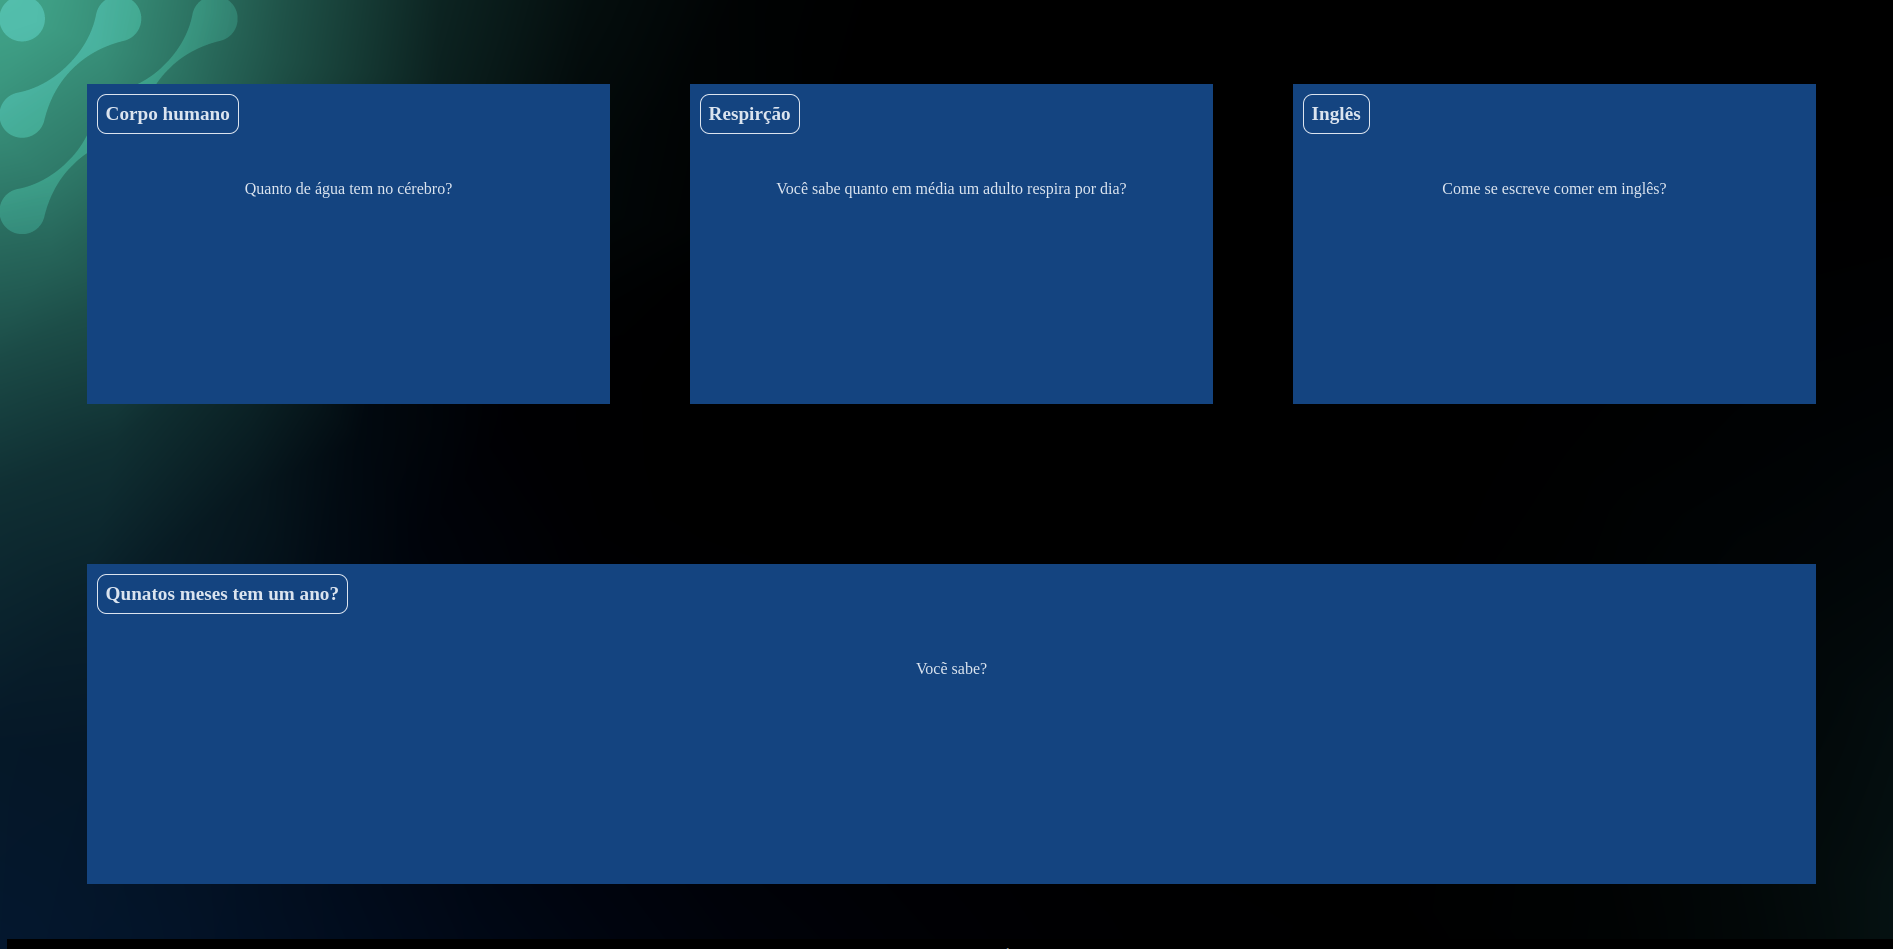 Corpo humano
Quanto de água tem no cérebro?
Respirção
Você sabe quanto em média um adulto respira por dia?
Inglês
Come se escreve comer em inglês?
Qunatos meses tem um ano?
Vocẽ sabe?